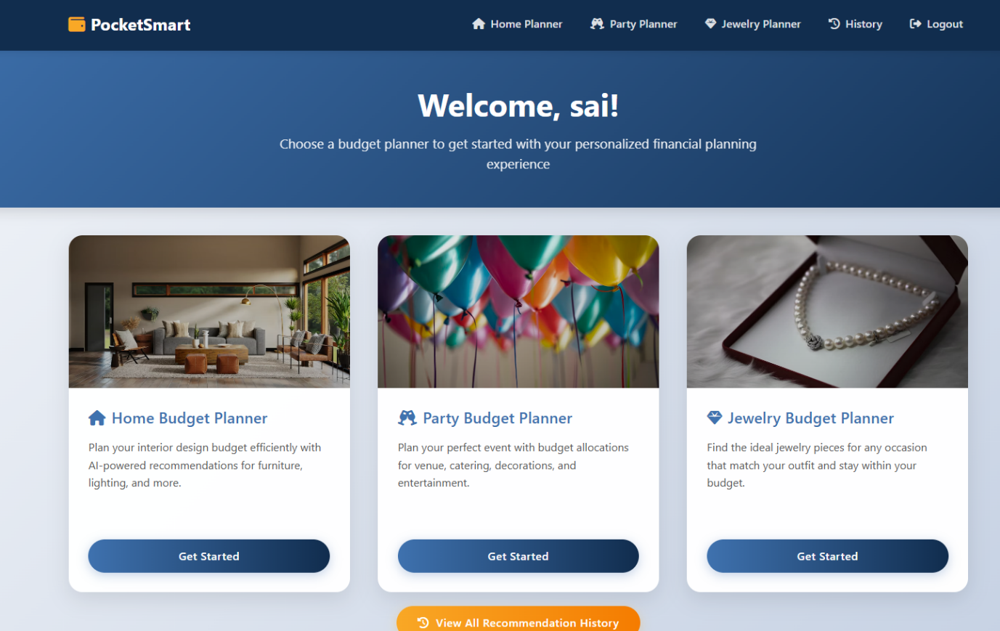 PocketSmart
Home Planner
Party Planner
Jewelry Planner
History
Logout
Welcome, sai!
Choose a budget planner to get started with your personalized financial planning
experience
Home Budget Planner
Plan your interior design budget efficiently with
AI-powered recommendations for furniture,
lighting, and more.
Get Started
Party Budget Planner
Plan your perfect event with budget allocations
for venue, catering, decorations, and
entertainment.
Get Started
Jewelry Budget Planner
Find the ideal jewelry pieces for any occasion
that match your outfit and stay within your
budget.
Get Started
View All Recommendation History